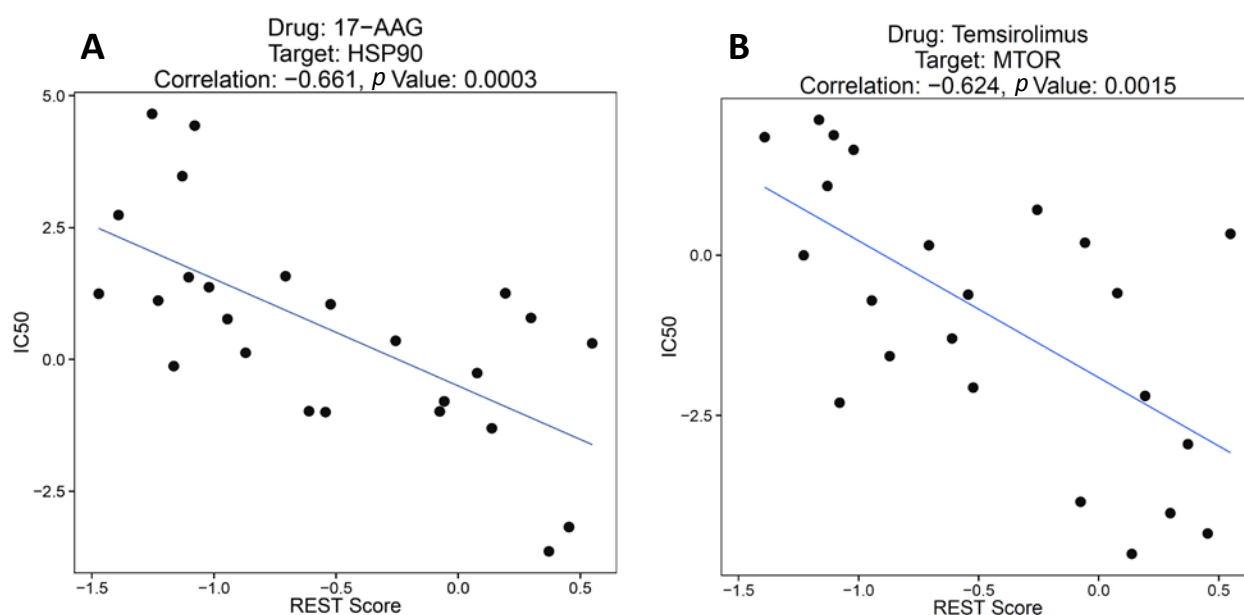 A
Drug: 17−AAG
Target: HSP90
Correlation: −0.661, p Value: 0.0003
5.0
2.5
0.0
−2.5
IC50
−1.5 −1.0 −0.5 0.0 0.5
REST Score
B
Drug: Temsirolimus
Target: MTOR
Correlation: −0.624, p Value: 0.0015
0.0
−2.5
IC50
−1.5 −1.0 −0.5 0.0 0.5
REST Score